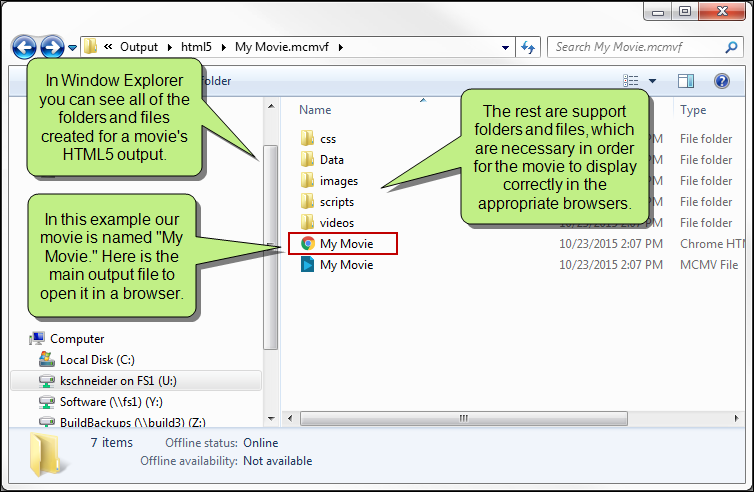 Output
html5
My Movie.mcmvf
Search My Movie.mcmvf
older
In Window Explorer
you can see all of the
folders and files
created for a movie's
HTML5 output.
Name
Type
The rest are support
folders and files, which
are necessary in order
for the movie to display
correctly in the
appropriate browsers.
css
File folder
Data
File folder
images
File folder
scripts
File folder
videos
File folder
In this example our
movie is named "My
Movie." Here is the
main output file to
open it in a browser.
My Movie 10/23/2015 2:07 PM Chrome HTM
My Movie 10/23/2015 2:07 PM MCMV File
Computer
Local Disk (C:)
kschneider on FS1 (U:)
Software (\\fs1) (Y:)
BuildBackups (\\build3) (Z:)
7 items Offline status: Online
Offline availability: Not available